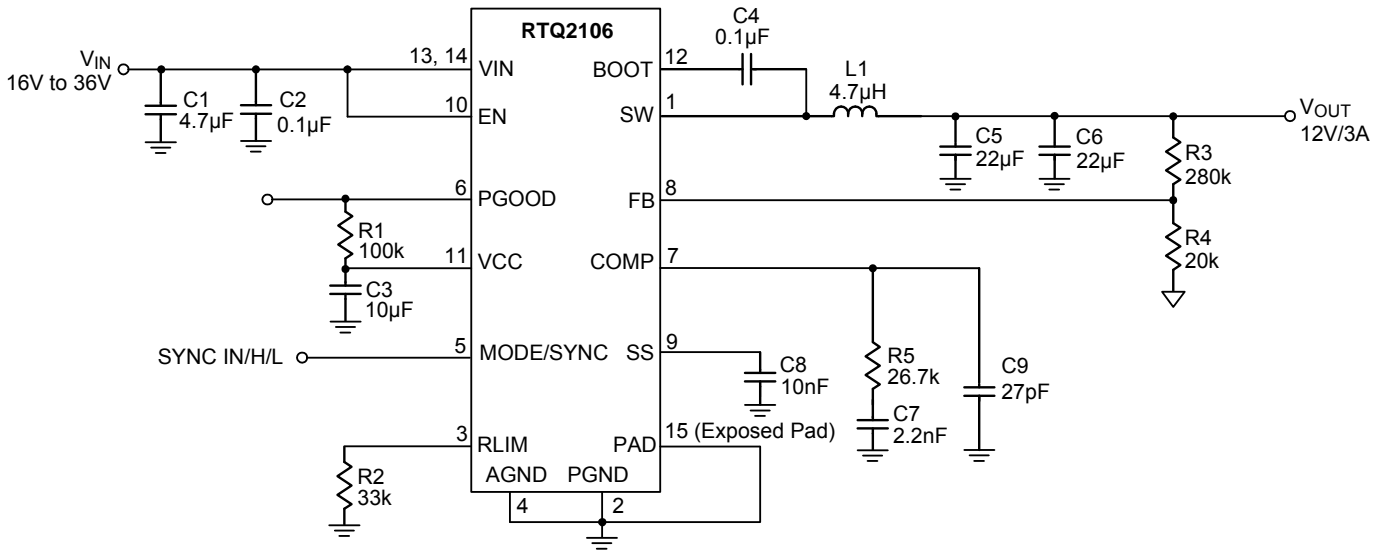 RTQ2106
C4
0.1µF
VIN
16V to 36V
13, 14
VIN
BOOT
12
L1
4.7µH
C1
4.7µF
C2
0.1µF
10
EN
SW
1
VOUT
12V/3A
C5
22µF
C6
22µF
R3
280k
6
PGOOD
FB
8
R1
100k
R4
20k
11
VCC
COMP
7
C3
10µF
SYNC IN/H/L
5
MODE/SYNC
SS
9
C8
10nF
R5
26.7k
C9
27pF
C7
2.2nF
3
RLIM
PAD
15 (Exposed Pad)
R2
33k
AGND
PGND
4
2